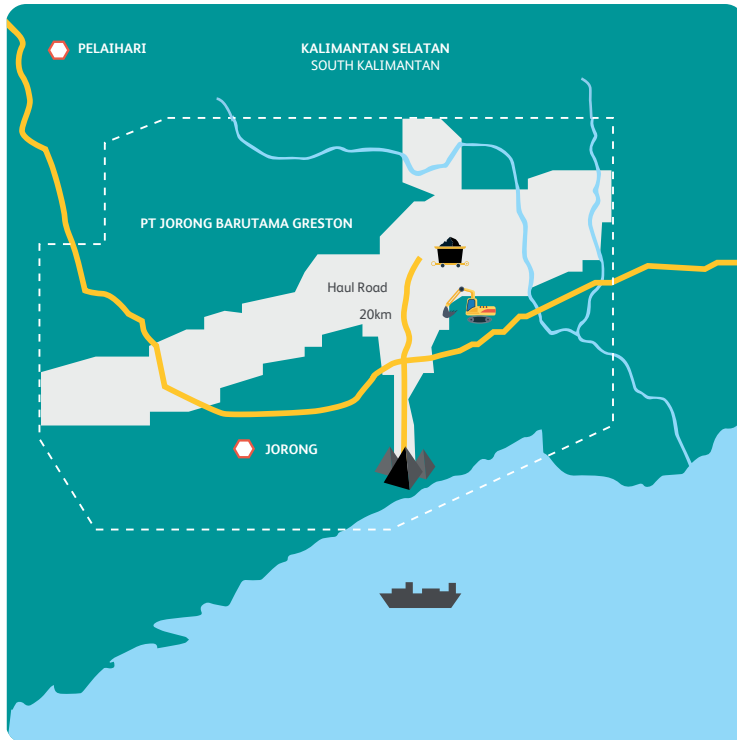 PELAIHARI
KALIMANTAN SELATAN
SOUTH KALIMANTAN
PT JORONG BARUTAMA GRESTON
Haul Road
20km
JORONG